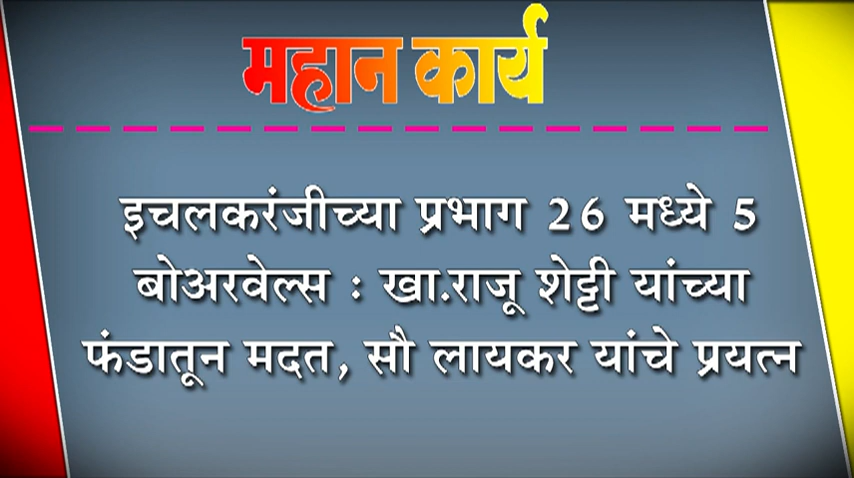 महान कार्य
इचलकरंजीच्या प्रभाग 26 मध्ये 5
बोअरवेल्स : खा.राजू शेट्टी यांच्या
फंडातून मदत, सौ लायकर यांचे प्रयत्न